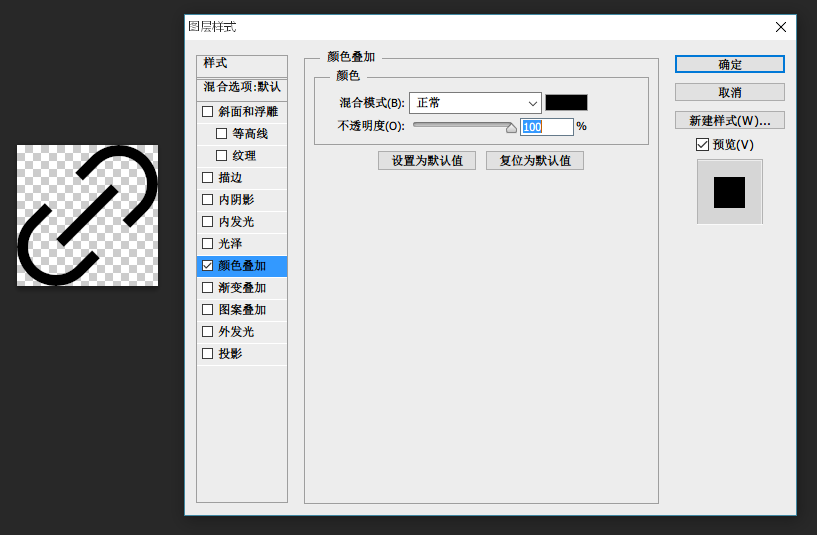 图层样式
样式
混合选项:默认
斜面和浮雕
等高线
纹理
描边
内阴影
内发光
光泽
颜色叠加
渐变叠加
图案叠加
外发光
投影
颜色叠加
颜色
混合模式(B): 正常
不透明度(O): 100 %
设置为默认值 复位为默认值
确定
取消
新建样式(W)...
预览(V)